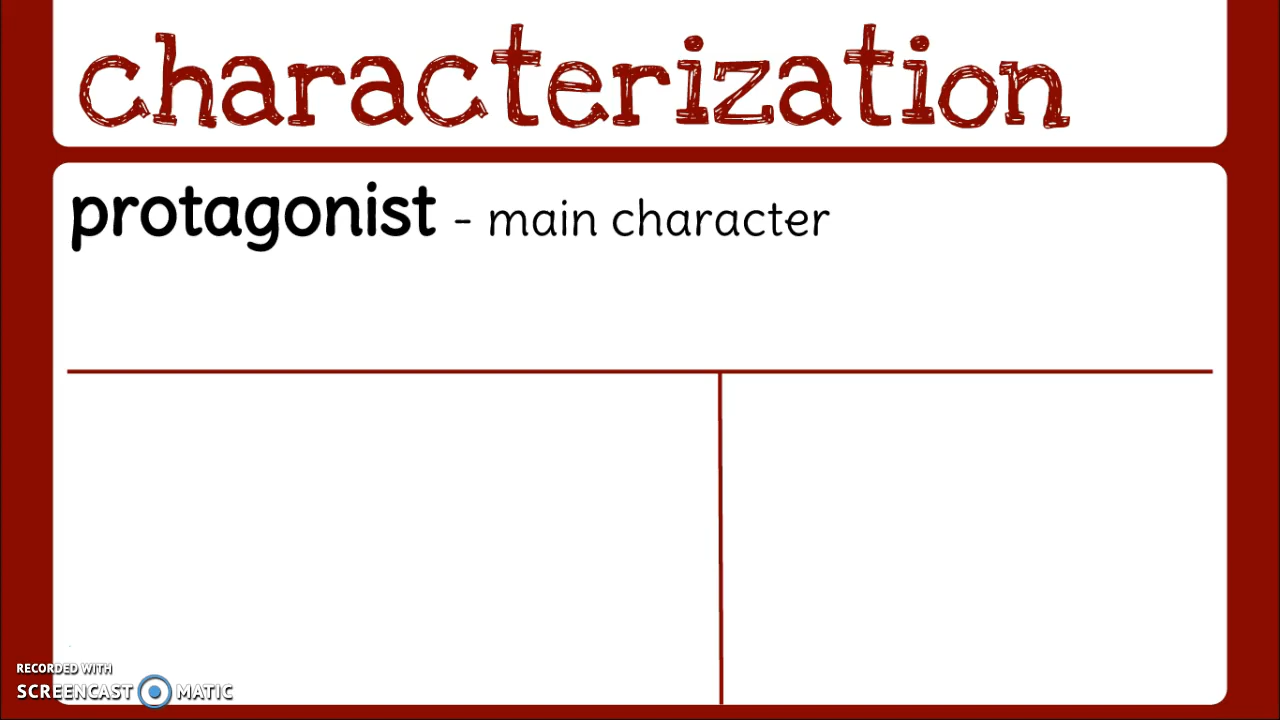 characterization
protagonist - main character
RECORDED WITH
SCREENCAST MATIC